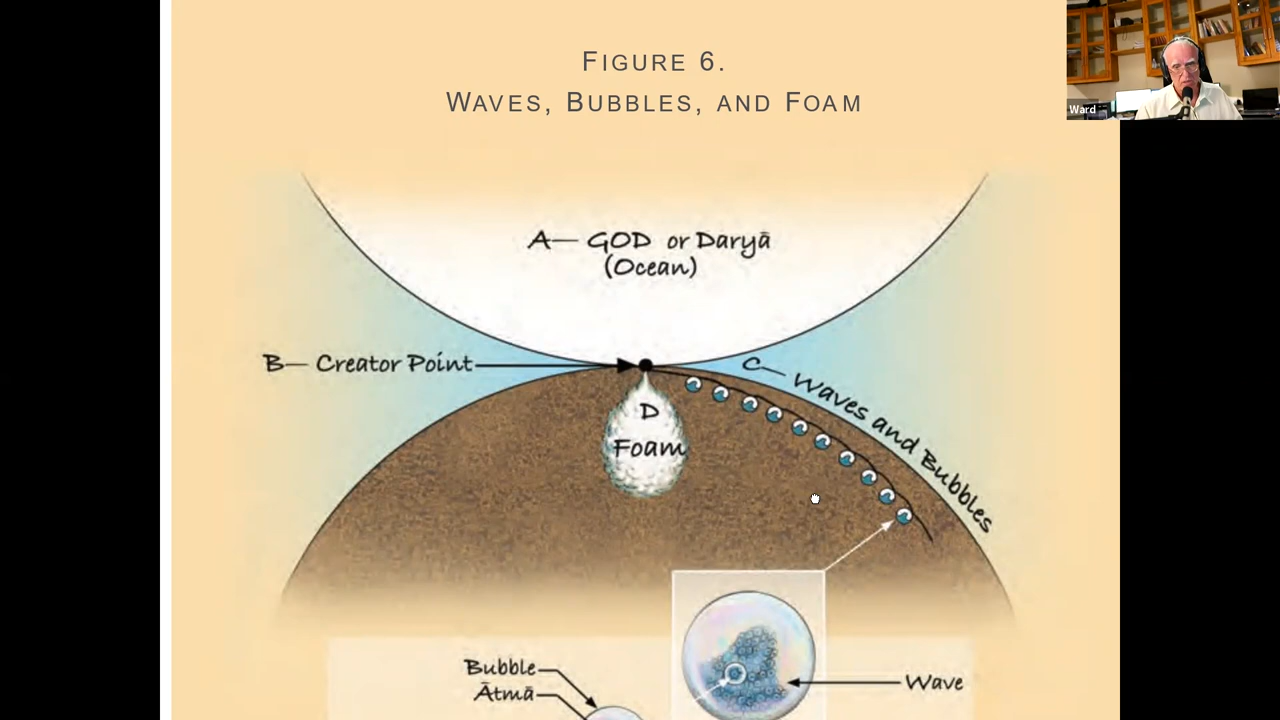 FIGURE 6.
WAVES, BUBBLES, AND FOAM
Ward
A— GOD or Daryā
(Ocean)
B— Creator Point
C— Waves and Bubbles
D
Foam
Bubble
Ātmā
Wave